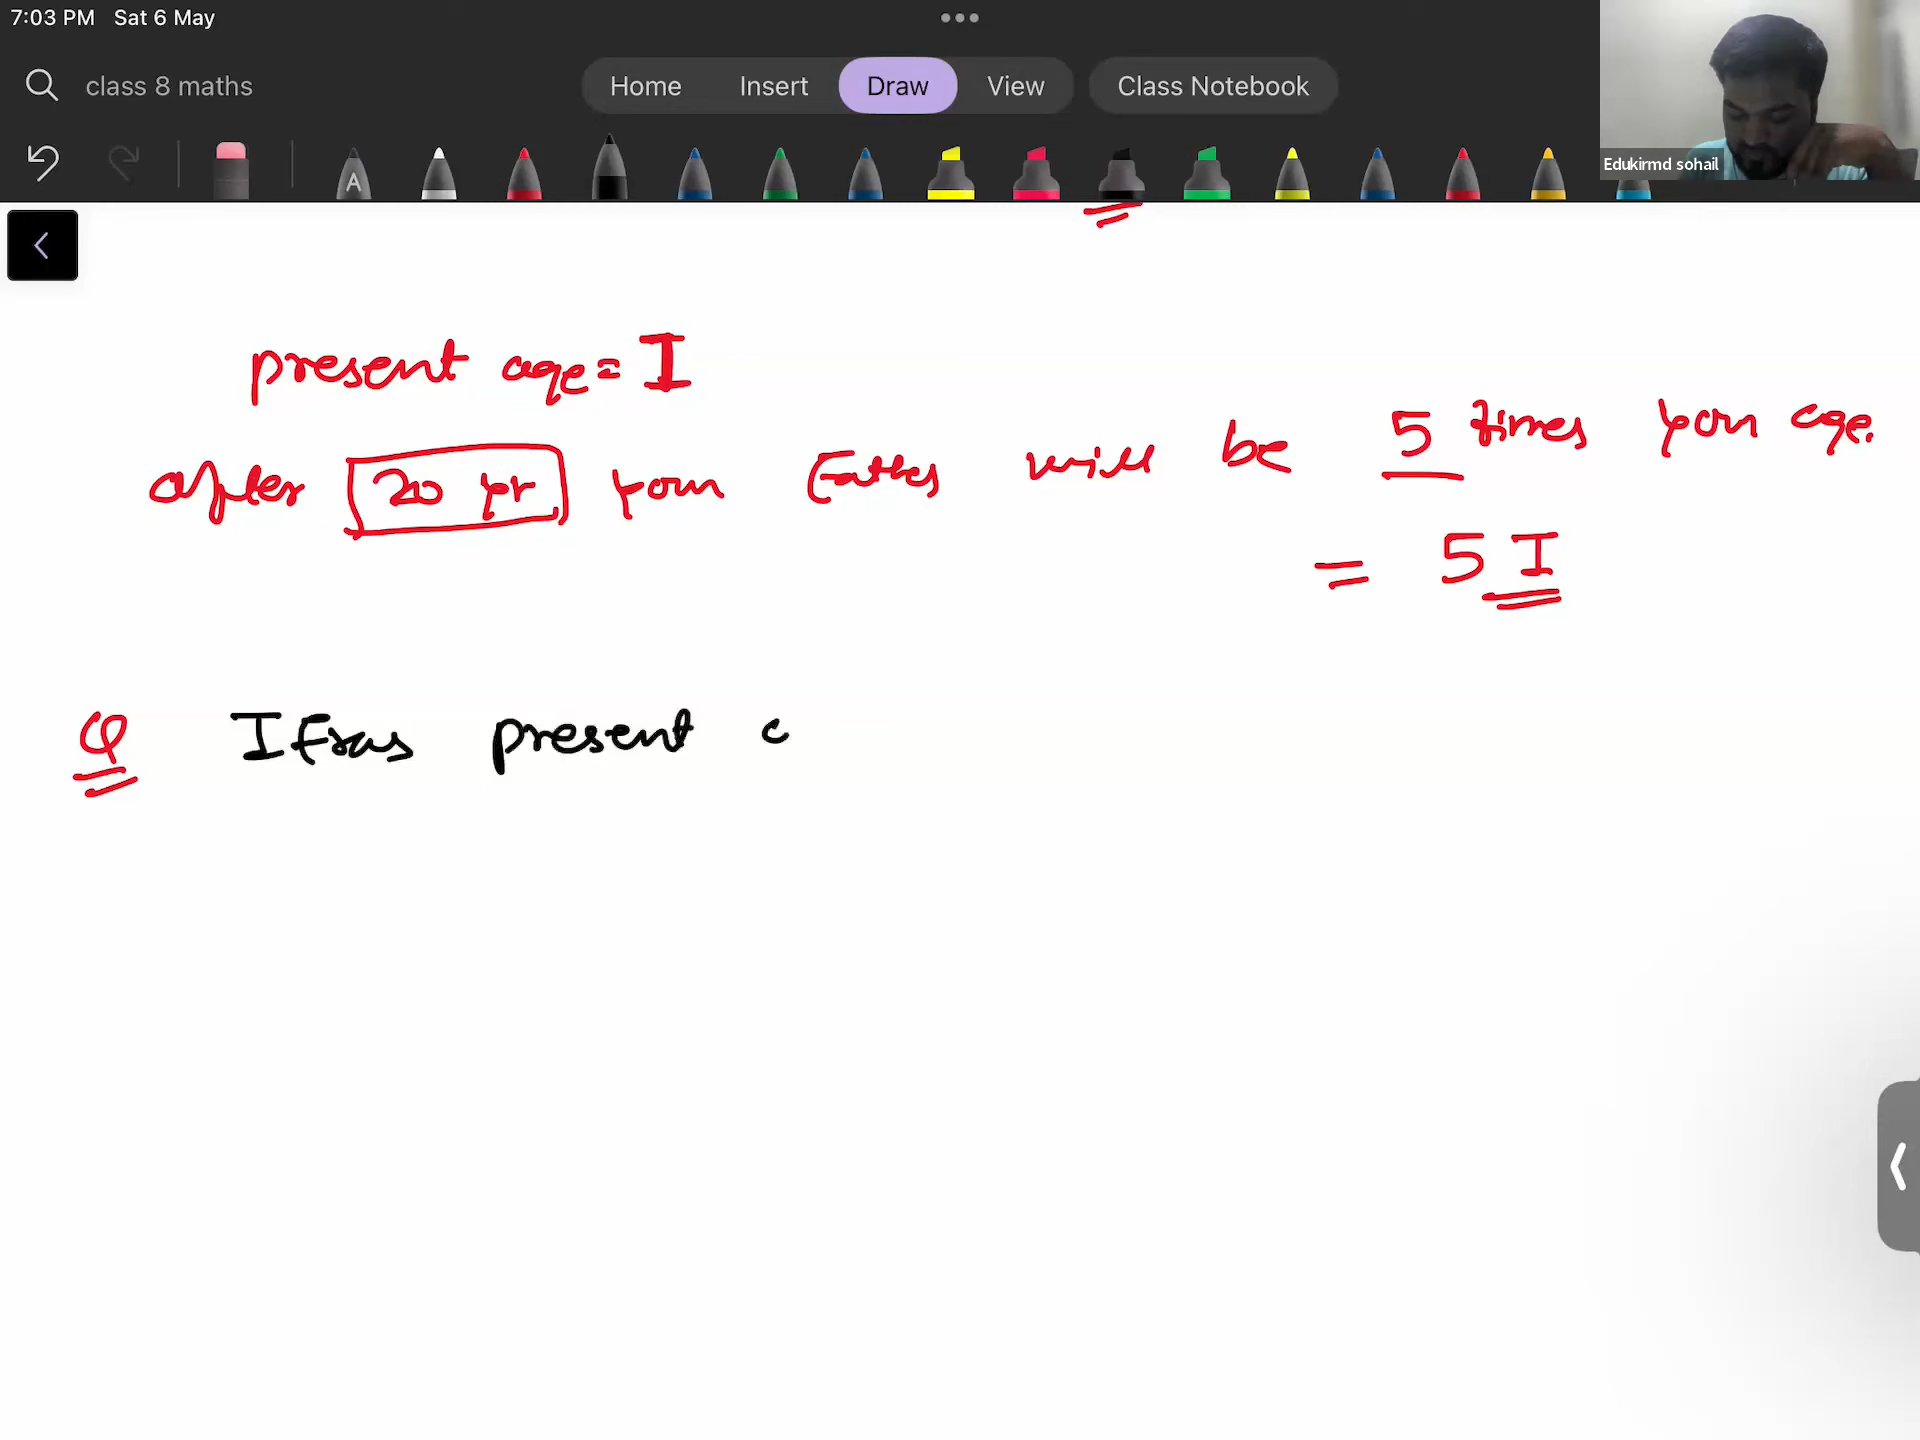 7:03 PM Sat 6 May
class 8 maths
Home Insert Draw View Class Notebook
A
Edukirmd sohail
present age = I
after 20 yr your Father will be 5 times your age.
= 5 I
Q Ifras present a